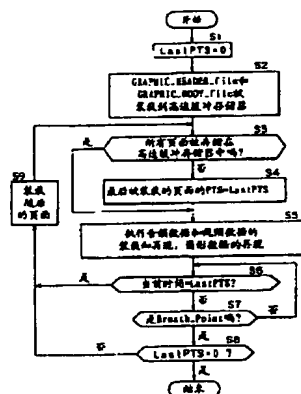 开始
S1
LastPTS=0
S2
GRAPHIC_HEADER_file和
GRAPHIC_BODY_file被
装载到高速缓冲存储器
S3
是
所有页面被存储在
高速缓冲存储器中吗?
否
S4
最后被装载的页面的PTS=LastPTS
S9
装载
随后
的页面
S5
执行音频数据和视频数据的
装载和再现,图形数据的再现
S6
是
当前时间=LastPTS?
否
S7
否
是Breach_Point吗?
是
S8
否
LastPTS=0 ?
是
结束